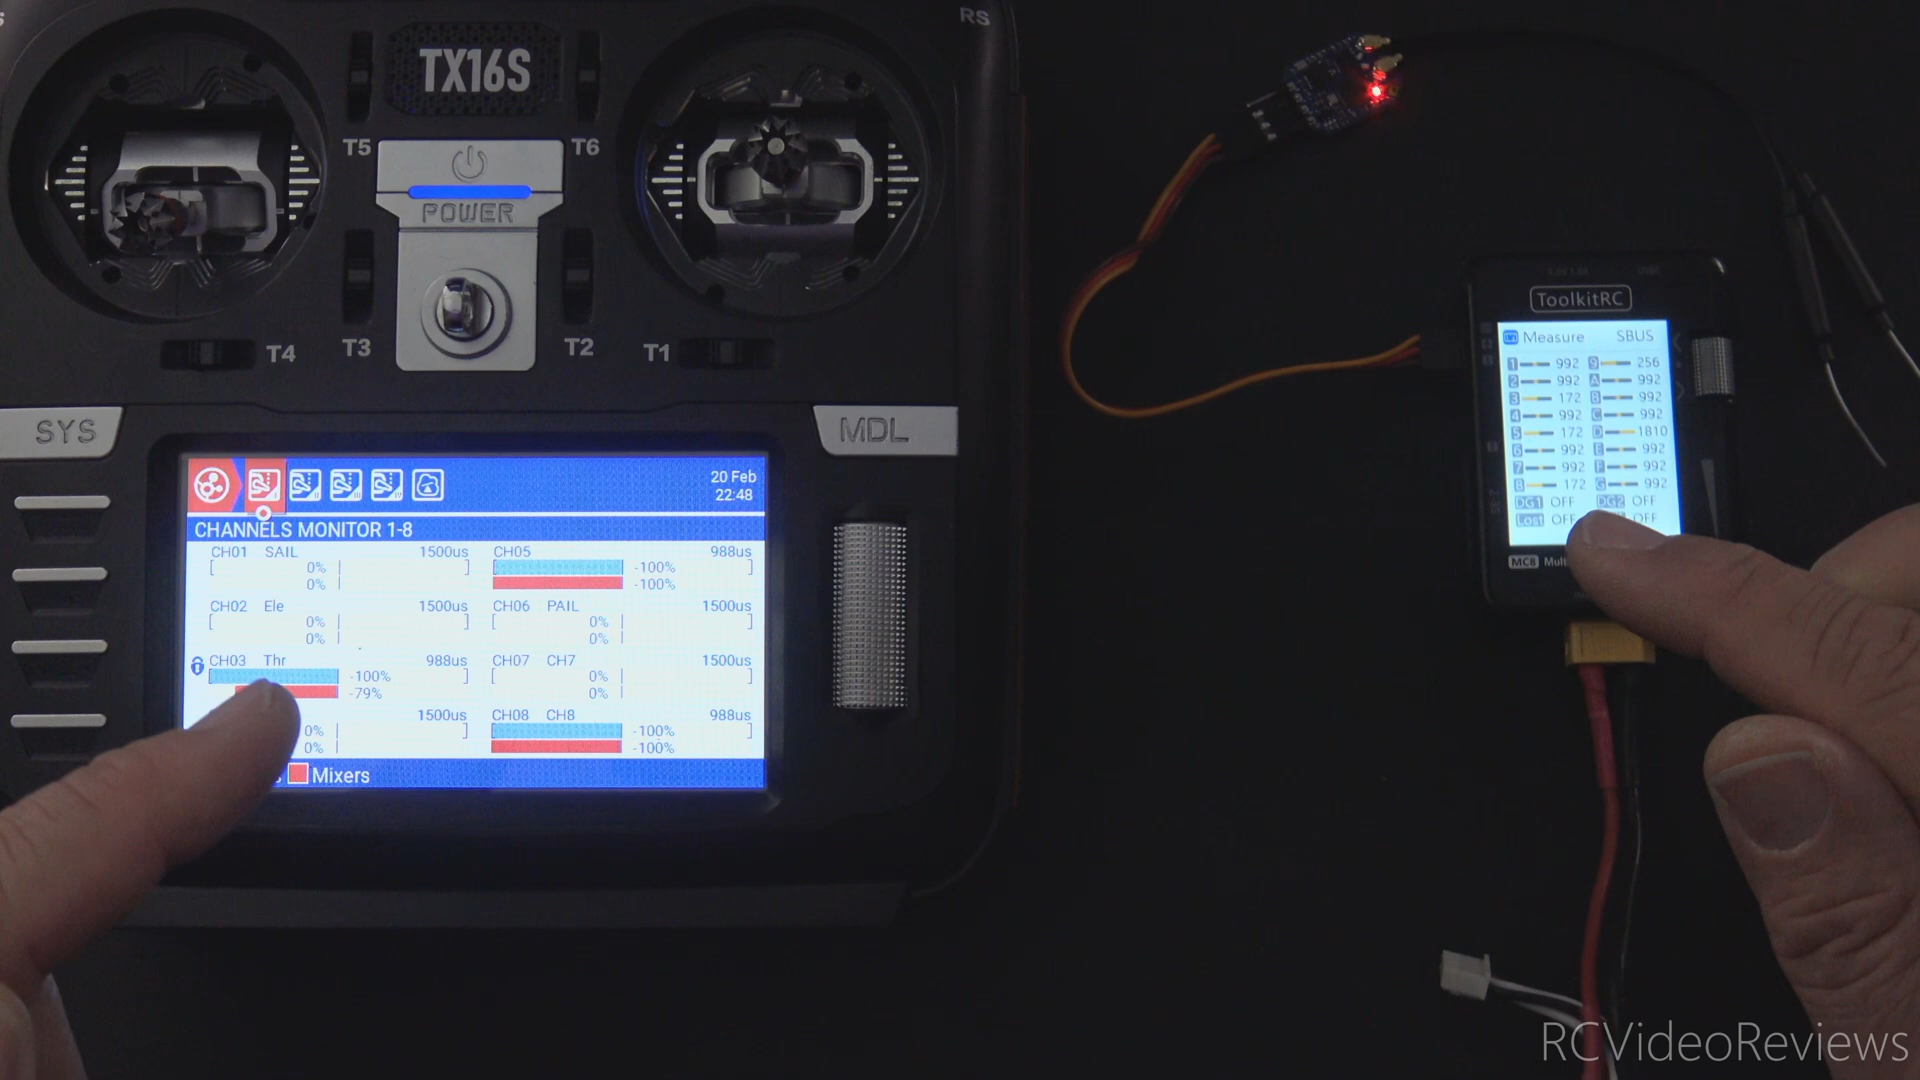 RS
TX16S
T5
T6
POWER
T4
T3
T2
T1
SYS
MDL
20 Feb
22:48
CHANNELS MONITOR 1-8
CH01 SAIL 1500us
0%
0%
CH02 Ele 1500us
0%
0%
CH03 Thr 988us
-100%
-79%
1500us
0%
0%
CH05 988us
-100%
-100%
CH06 PAIL 1500us
0%
0%
CH07 CH7 1500us
0%
0%
CH08 CH8 988us
-100%
-100%
Mixers
ToolkitRC
Measure SBUS
1 992 9 256
2 992 A 992
3 172 B 992
4 992 C 992
5 172 D 1810
6 992 E 992
7 992 F 992
8 172 G 992
DG1 OFF DG2 OFF
Lost OFF OFF
MC8 Mult
RCVideoReviews